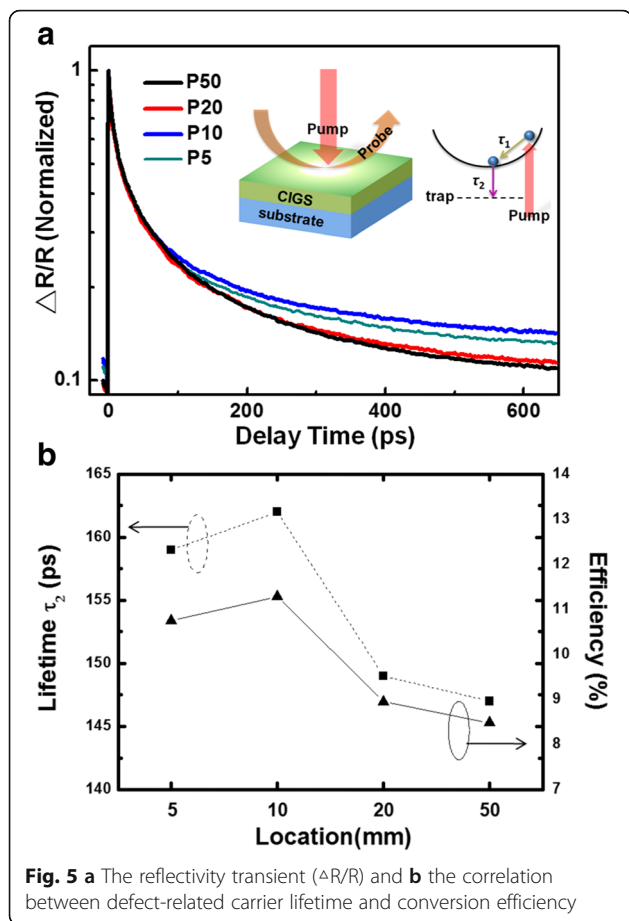 a
△R/R (Normalized)
1
0.1
P50
P20
P10
P5
Pump
Probe
CIGS
substrate
τ1
τ2
trap
Pump
0
200
400
600
Delay Time (ps)
b
Lifetime τ2 (ps)
165
160
155
150
145
140
14
13
12
11
10
9
8
7
Efficiency (%)
5
10
20
50
Location(mm)
Fig. 5 a The reflectivity transient (△R/R) and b the correlation
between defect-related carrier lifetime and conversion efficiency